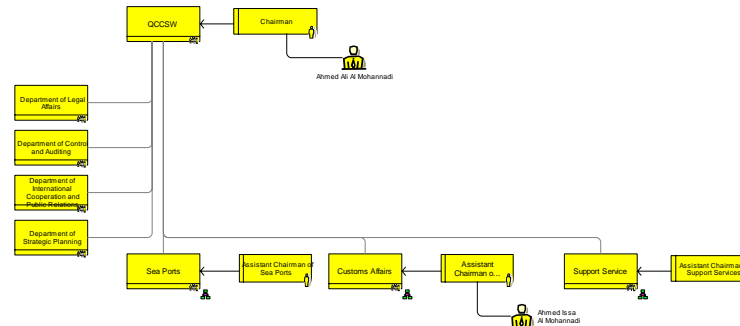 QCCSW
Chairman
Ahmed Ali Al Mohannadi
Department of Legal
Affairs
Department of Control
and Auditing
Department of
International
Cooperation and
Public Relations
Department of
Strategic Planning
Sea Ports
Assistant Chairman of
Sea Ports
Customs Affairs
Assistant
Chairman o...
Support Service
Assistant Chairman
Support Services
Ahmed Issa
Al Mohannadi